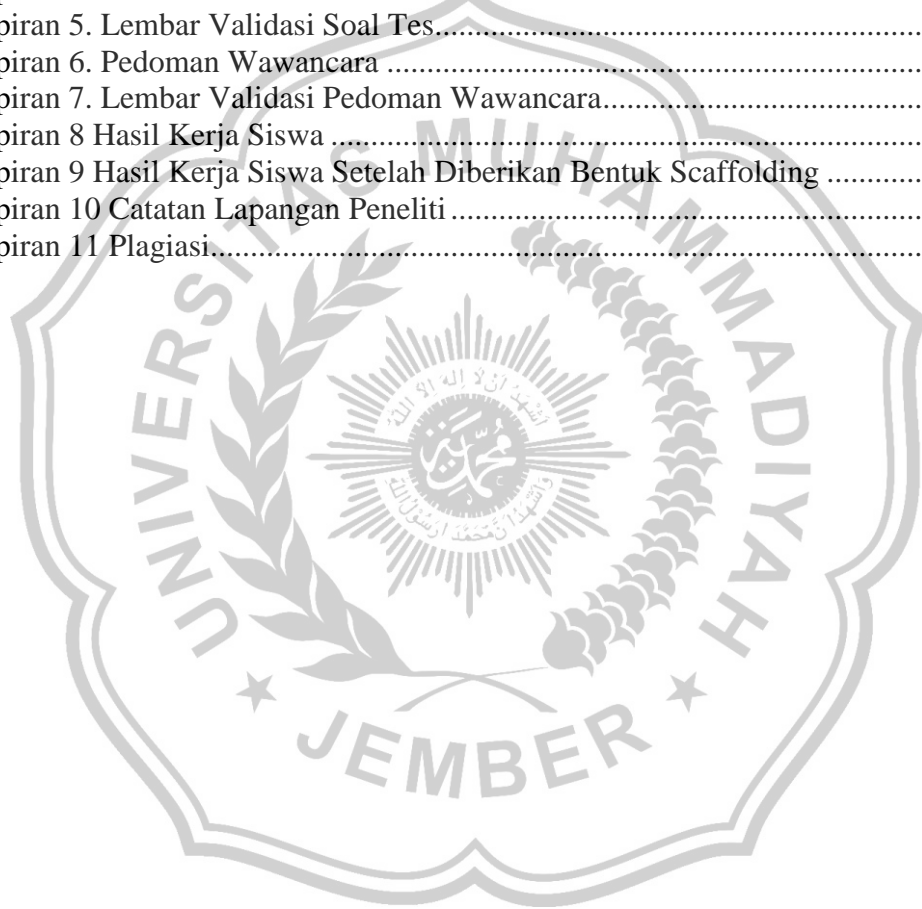 piran 5. Lembar Validasi Soal Tes
piran 6. Pedoman Wawancara
piran 7. Lembar Validasi Pedoman Wawancara
piran 8 Hasil Kerja Siswa
piran 9 Hasil Kerja Siswa Setelah Diberikan Bentuk Scaffolding
piran 10 Catatan Lapangan Peneliti
piran 11 Plagiasi
UNIVERSITAS MUHAMMADIYAH
JEMBER